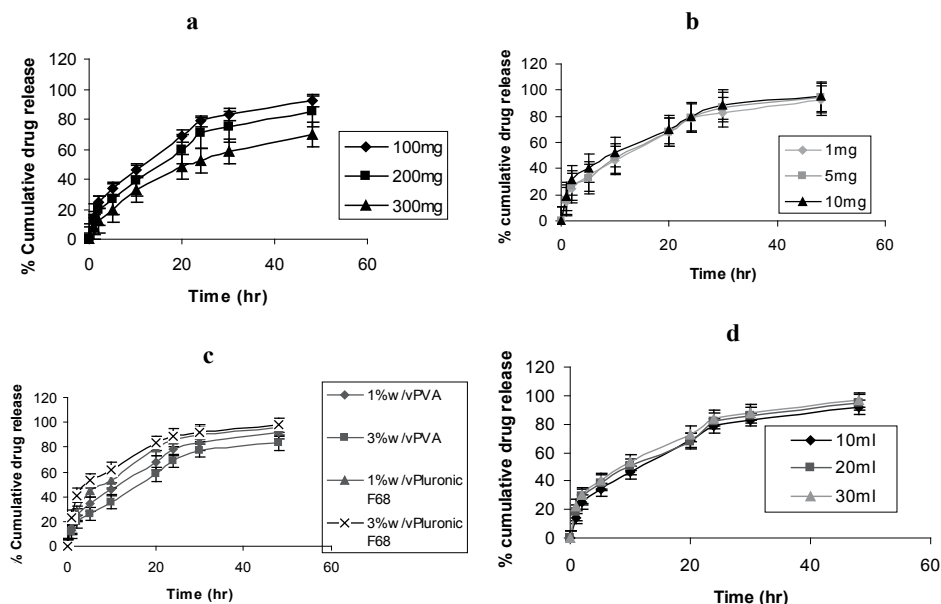 a
% Cumulative drug release
120
100
80
60
40
20
0
0 20 40 60
Time (hr)
100mg
200mg
300mg
b
% cumulative drug release
120
100
80
60
40
20
0
0 20 40 60
Time (hr)
1mg
5mg
10mg
c
% Cumulative drug release
120
100
80
60
40
20
0
0 20 40 60
Time (hr)
1%w /vPVA
3%w /vPVA
1%w /vPluronic
F68
3%w /vPluronic
F68
d
% cumulative drug release
120
100
80
60
40
20
0
0 20 40 60
Time (hr)
10ml
20ml
30ml